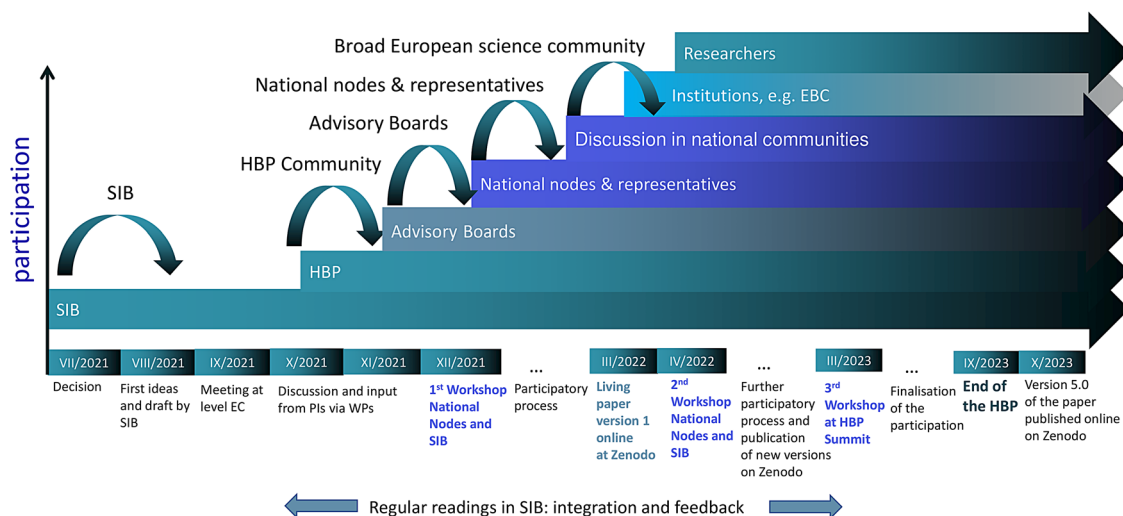 Broad European science community
Researchers
National nodes & representatives
Institutions, e.g. EBC
Advisory Boards
Discussion in national communities
HBP Community
National nodes & representatives
SIB
Advisory Boards
HBP
SIB
participation
VII/2021
VIII/2021
IX/2021
X/2021
XI/2021
XII/2021
...
III/2022
IV/2022
...
III/2023
...
IX/2023
X/2023
Decision
First ideas
and draft by
SIB
Meeting at
level EC
Discussion and input
from PIs via WPs
1st Workshop
National
Nodes and
SIB
Participatory
process
Living
paper
version 1
online
at Zenodo
2nd
Workshop
National
Nodes and
SIB
Further
participatory
process and
publication
of new versions
on Zenodo
3rd
Workshop
at HBP
Summit
Finalisation
of the
participation
End of
the HBP
Version 5.0
of the paper
published online
on Zenodo
Regular readings in SIB: integration and feedback